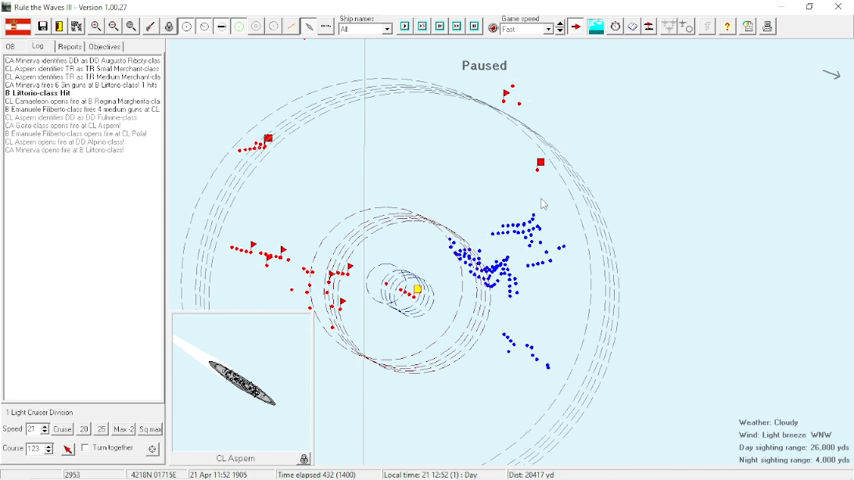 Rule the Waves III - Version 1.00.27
Ship names:
All
Game speed
Fast
OB Log Reports Objectives
CA Minerva identifies DD as DD Augusto Riboty-clas
CA Aspern identifies TR as TR Small Merchant-class
CA Aspern identifies TR as TR Medium Merchant-cla
CA Minerva fires 6 3in guns at B Littorio-class! 1 hits
B Littorio-class Hit
CL Camaeleon opens fire at B Regina Margherita-cla
B Emanuele Filiberto-class fires 4 medium guns at CL
CL Aspern identifies DD as DD Fulmine-class
CA Goito-class opens fire at CL Aspern!
B Emanuele Filiberto-class opens fire at CL Pola!
CL Aspern opens fire at DD Alpino-class!
CA Minerva opens fire at B Littorio-class!
Paused
1 Light Cruiser Division
Speed 21 Cruise 20 25 Max -2 Sq max
Course 123 Turn together
CL Aspern
Weather: Cloudy
Wind: Light breeze WNW
Day sighting range: 26,000 yds
Night sighting range: 4,000 yds
2953 4218N 01715E 21 Apr 11:52 1905 Time elapsed 432 (1400) Local time: 21 12:52 (1) : Day Dist: 20417 yd